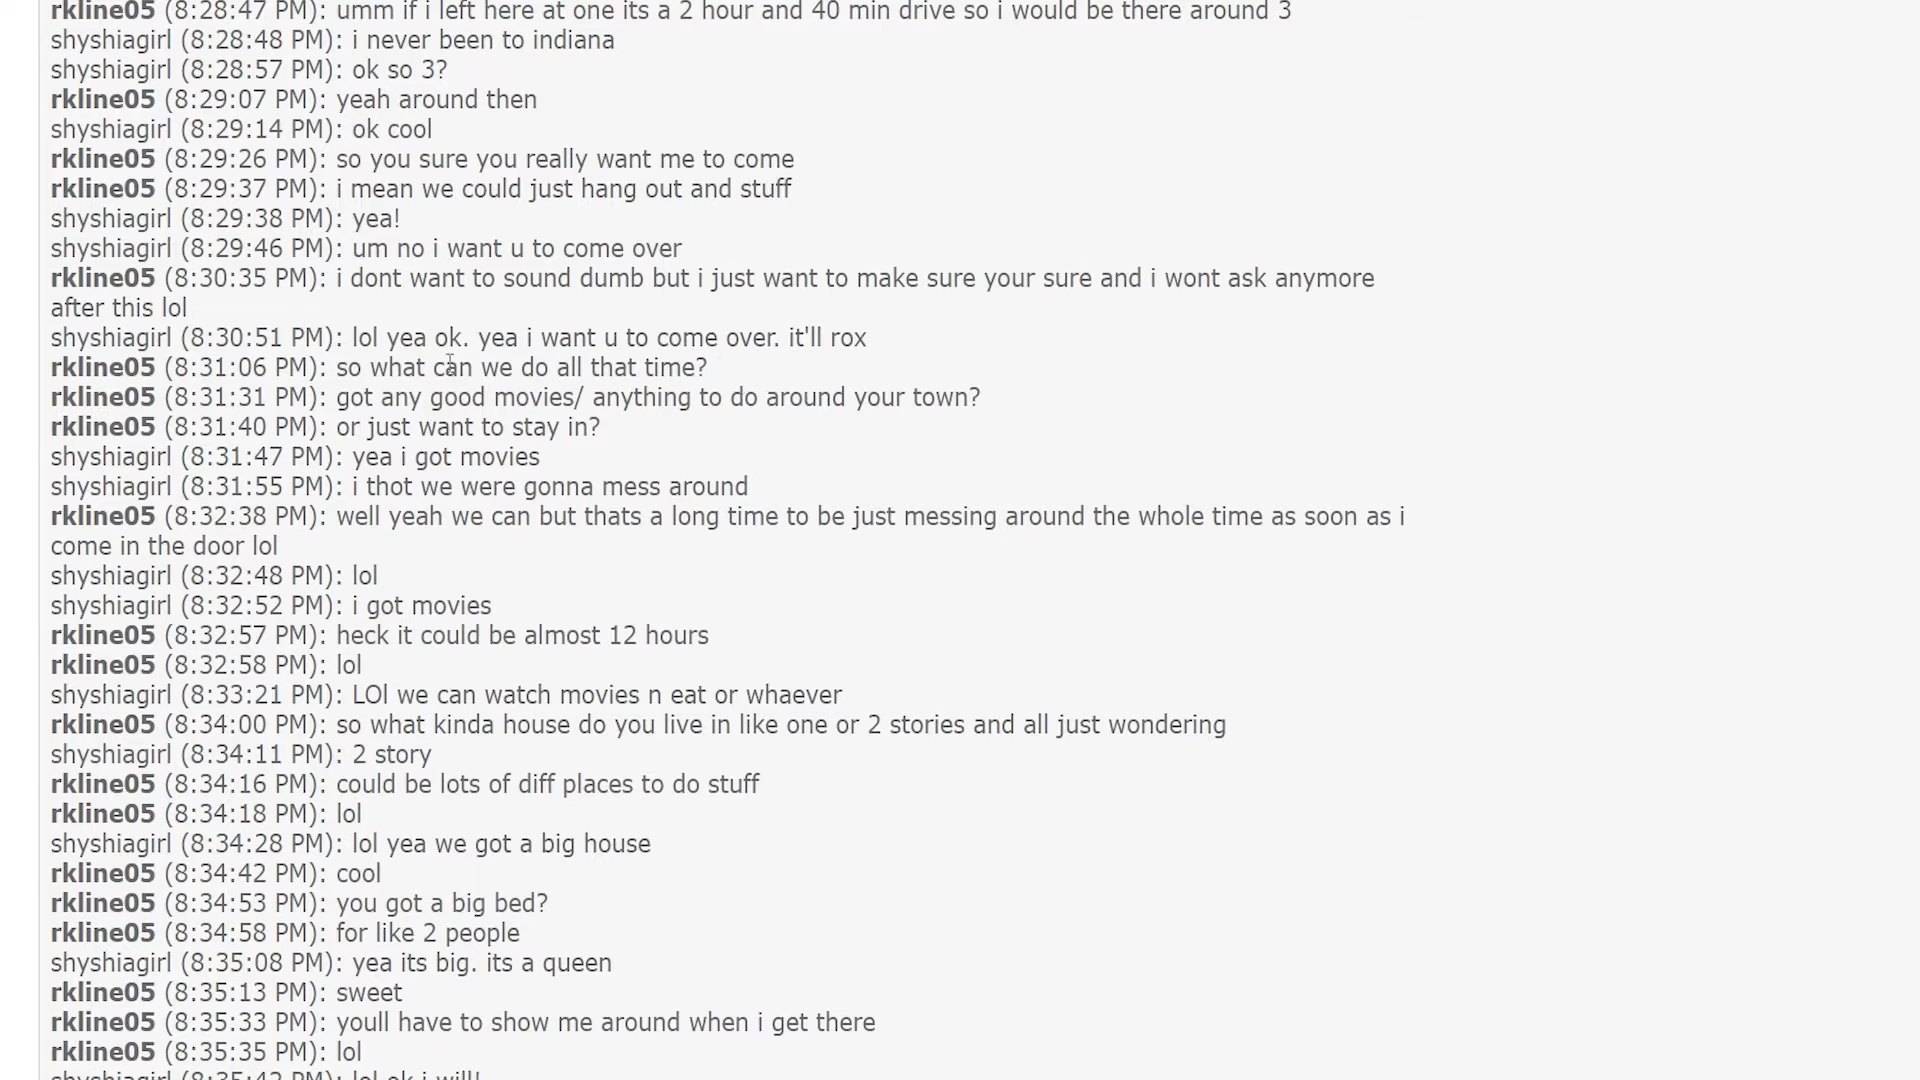 rkline05 (8:28:47 PM): umm if i left here at one its a 2 hour and 40 min drive so i would be there around 3
shyshiagirl (8:28:48 PM): i never been to indiana
shyshiagirl (8:28:57 PM): ok so 3?
rkline05 (8:29:07 PM): yeah around then
shyshiagirl (8:29:14 PM): ok cool
rkline05 (8:29:26 PM): so you sure you really want me to come
rkline05 (8:29:37 PM): i mean we could just hang out and stuff
shyshiagirl (8:29:38 PM): yea!
shyshiagirl (8:29:46 PM): um no i want u to come over
rkline05 (8:30:35 PM): i dont want to sound dumb but i just want to make sure your sure and i wont ask anymore
after this lol
shyshiagirl (8:30:51 PM): lol yea ok. yea i want u to come over. it'll rox
rkline05 (8:31:06 PM): so what can we do all that time?
rkline05 (8:31:31 PM): got any good movies/ anything to do around your town?
rkline05 (8:31:40 PM): or just want to stay in?
shyshiagirl (8:31:47 PM): yea i got movies
shyshiagirl (8:31:55 PM): i thot we were gonna mess around
rkline05 (8:32:38 PM): well yeah we can but thats a long time to be just messing around the whole time as soon as i
come in the door lol
shyshiagirl (8:32:48 PM): lol
shyshiagirl (8:32:52 PM): i got movies
rkline05 (8:32:57 PM): heck it could be almost 12 hours
rkline05 (8:32:58 PM): lol
shyshiagirl (8:33:21 PM): LOl we can watch movies n eat or whaever
rkline05 (8:34:00 PM): so what kinda house do you live in like one or 2 stories and all just wondering
shyshiagirl (8:34:11 PM): 2 story
rkline05 (8:34:16 PM): could be lots of diff places to do stuff
rkline05 (8:34:18 PM): lol
shyshiagirl (8:34:28 PM): lol yea we got a big house
rkline05 (8:34:42 PM): cool
rkline05 (8:34:53 PM): you got a big bed?
rkline05 (8:34:58 PM): for like 2 people
shyshiagirl (8:35:08 PM): yea its big. its a queen
rkline05 (8:35:13 PM): sweet
rkline05 (8:35:33 PM): youll have to show me around when i get there
rkline05 (8:35:35 PM): lol
shyshiagirl (8:35:42 PM): lol ok i will!